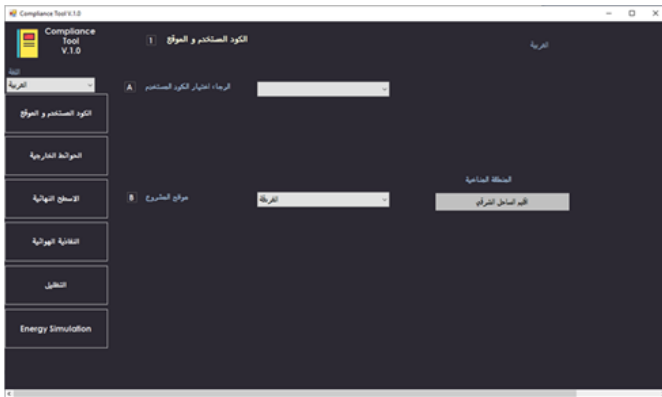 Compliance Tool V.1.0
Compliance
Tool
V.1.0
1 الكود المستخدم و الموقع
العربية
اللغة
العربية
A الرجاء اختيار الكود المستخدم
الكود المستخدم و الموقع
الحوائط الخارجية
المنطقة المناخية
الاسطح النهائية
B موقع المشروع
الغردقة
اقليم الساحل الشرقي
النفاذية الهوائية
التظليل
Energy Simulation